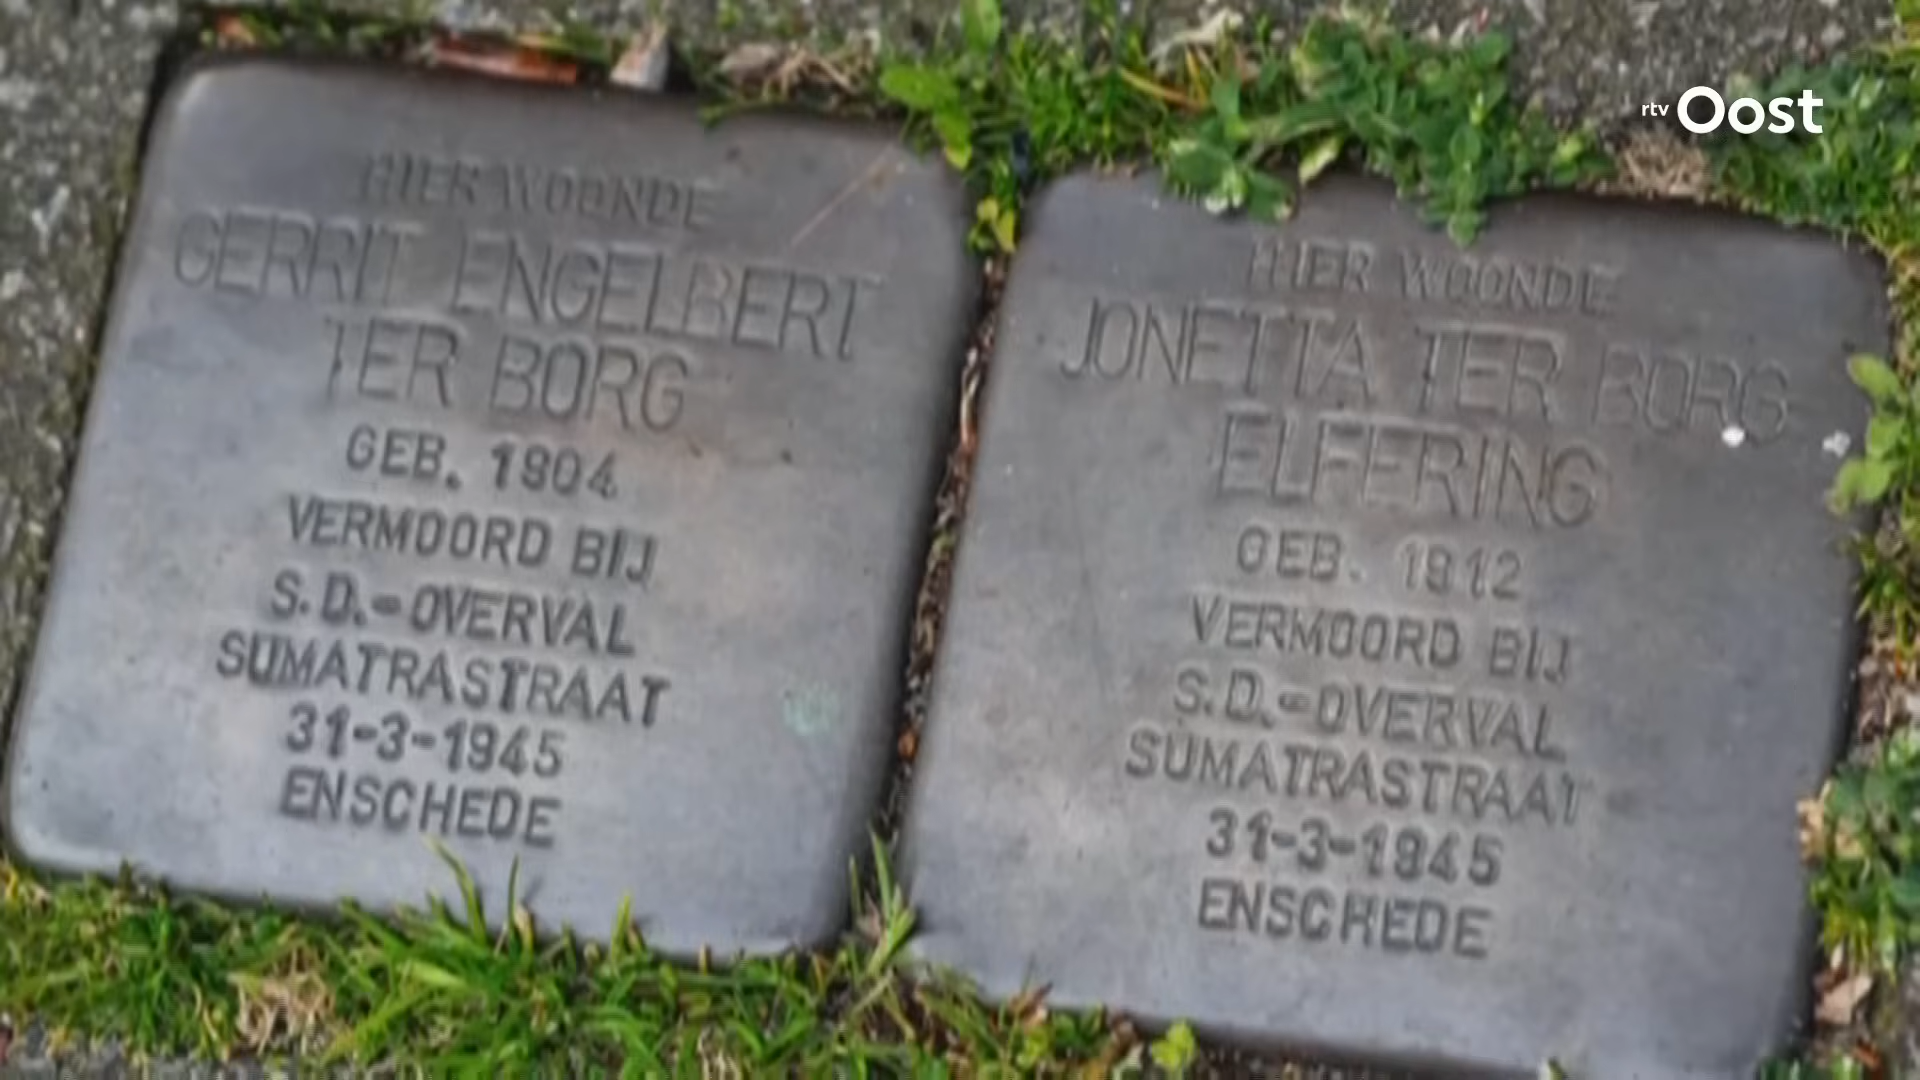 rtv Oost
HIER WOONDE
GERRIT ENGELBERT
TER BORG
GEB. 1904
VERMOORD BIJ
S.D.-OVERVAL
SUMATRASTRAAT
31-3-1945
ENSCHEDE
HIER WOONDE
JONETTA TER BORG-
ELFERING
GEB. 1912
VERMOORD BIJ
S.D.-OVERVAL
SUMATRASTRAAT
31-3-1945
ENSCHEDE